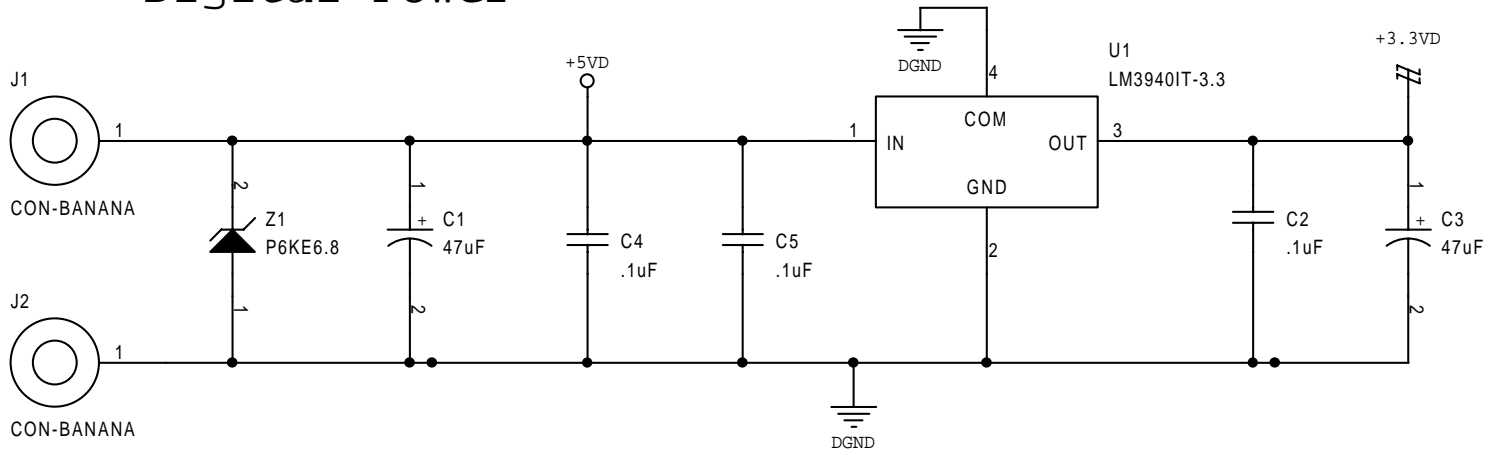 Digital Power
+5VD
DGND
4
U1
LM3940IT-3.3
+3.3VD
J1
1
CON-BANANA
1
IN
COM
OUT
3
GND
2
2
Z1
P6KE6.8
1
1
+
C1
47uF
2
C4
.1uF
C5
.1uF
C2
.1uF
1
+
C3
47uF
2
J2
1
CON-BANANA
DGND